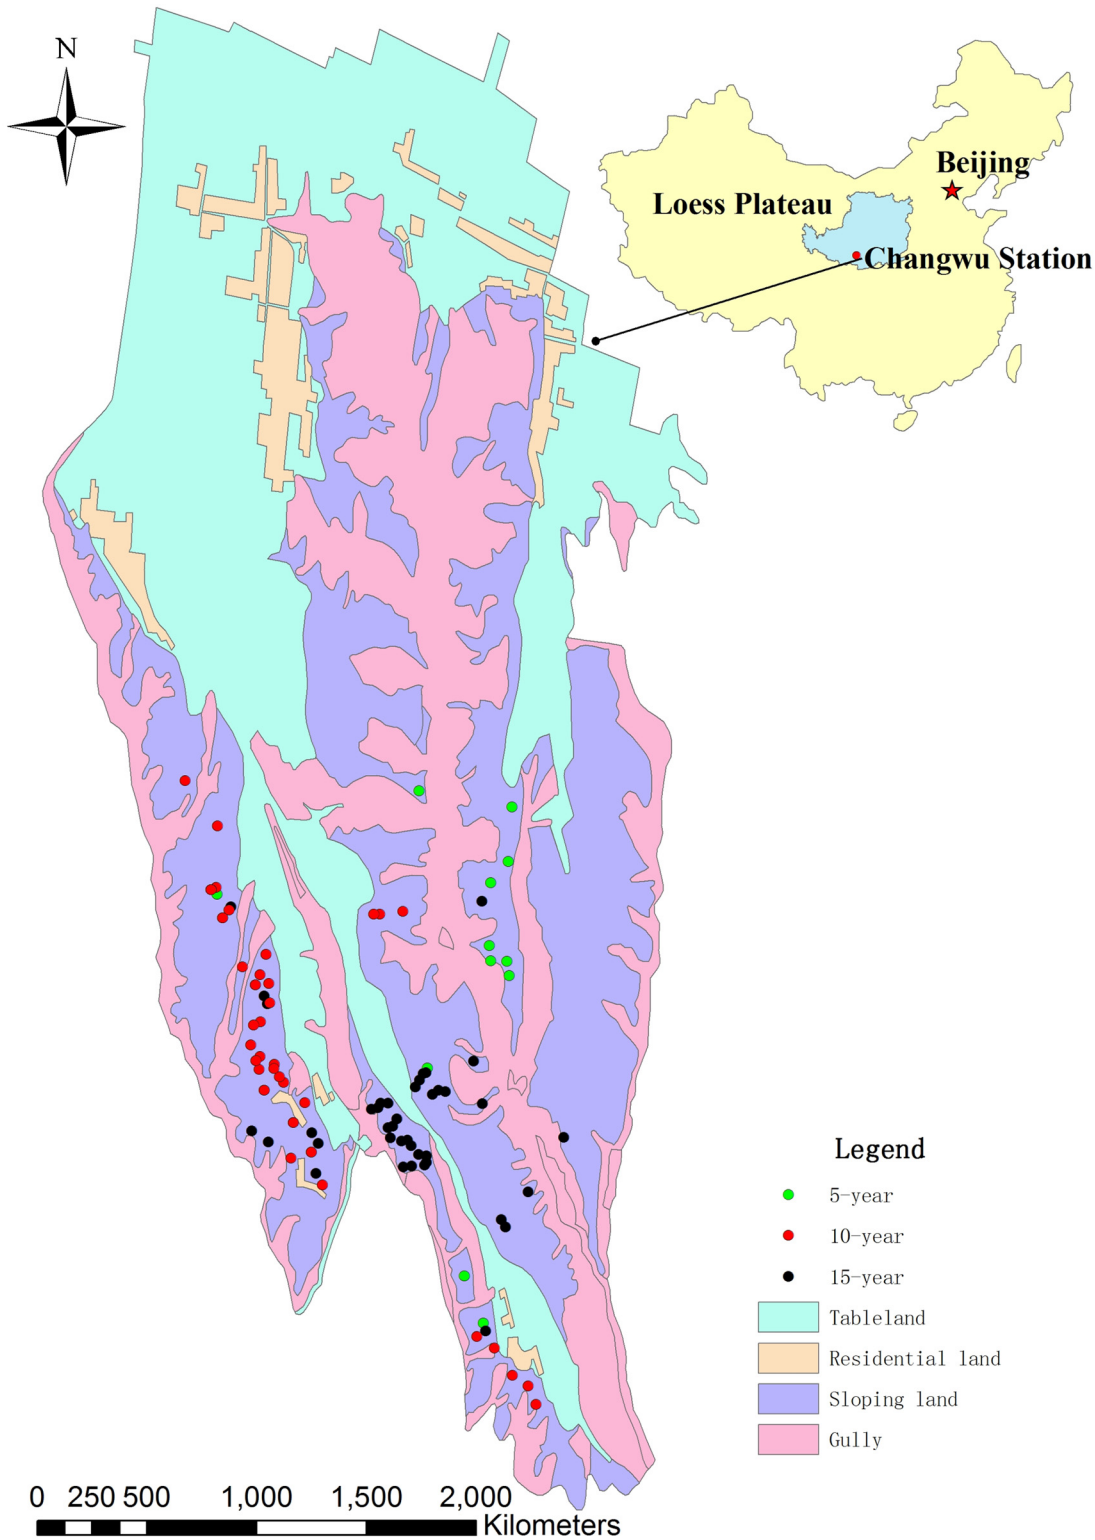 N
Beijing
Loess Plateau
Changwu Station
Legend
5-year
10-year
15-year
Tableland
Residential land
Sloping land
Gully
0 250 500 1,000 1,500 2,000
Kilometers